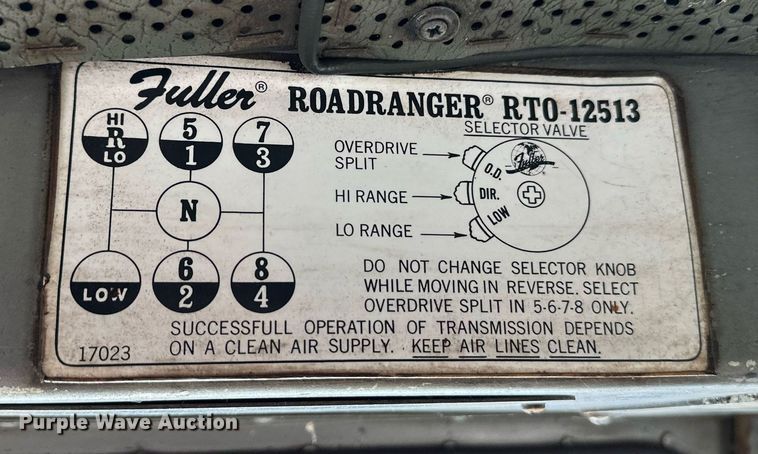 Fuller® ROADRANGER® RTO-12513
SELECTOR VALVE
HI
R
LO
5
1
7
3
N
LOW
6
2
8
4
OVERDRIVE
SPLIT
HI RANGE
LO RANGE
O.D.
DIR.
LOW
Fuller
DO NOT CHANGE SELECTOR KNOB
WHILE MOVING IN REVERSE. SELECT
OVERDRIVE SPLIT IN 5-6-7-8 ONLY.
SUCCESSFULL OPERATION OF TRANSMISSION DEPENDS
ON A CLEAN AIR SUPPLY. KEEP AIR LINES CLEAN.
17023
Purple Wave Auction